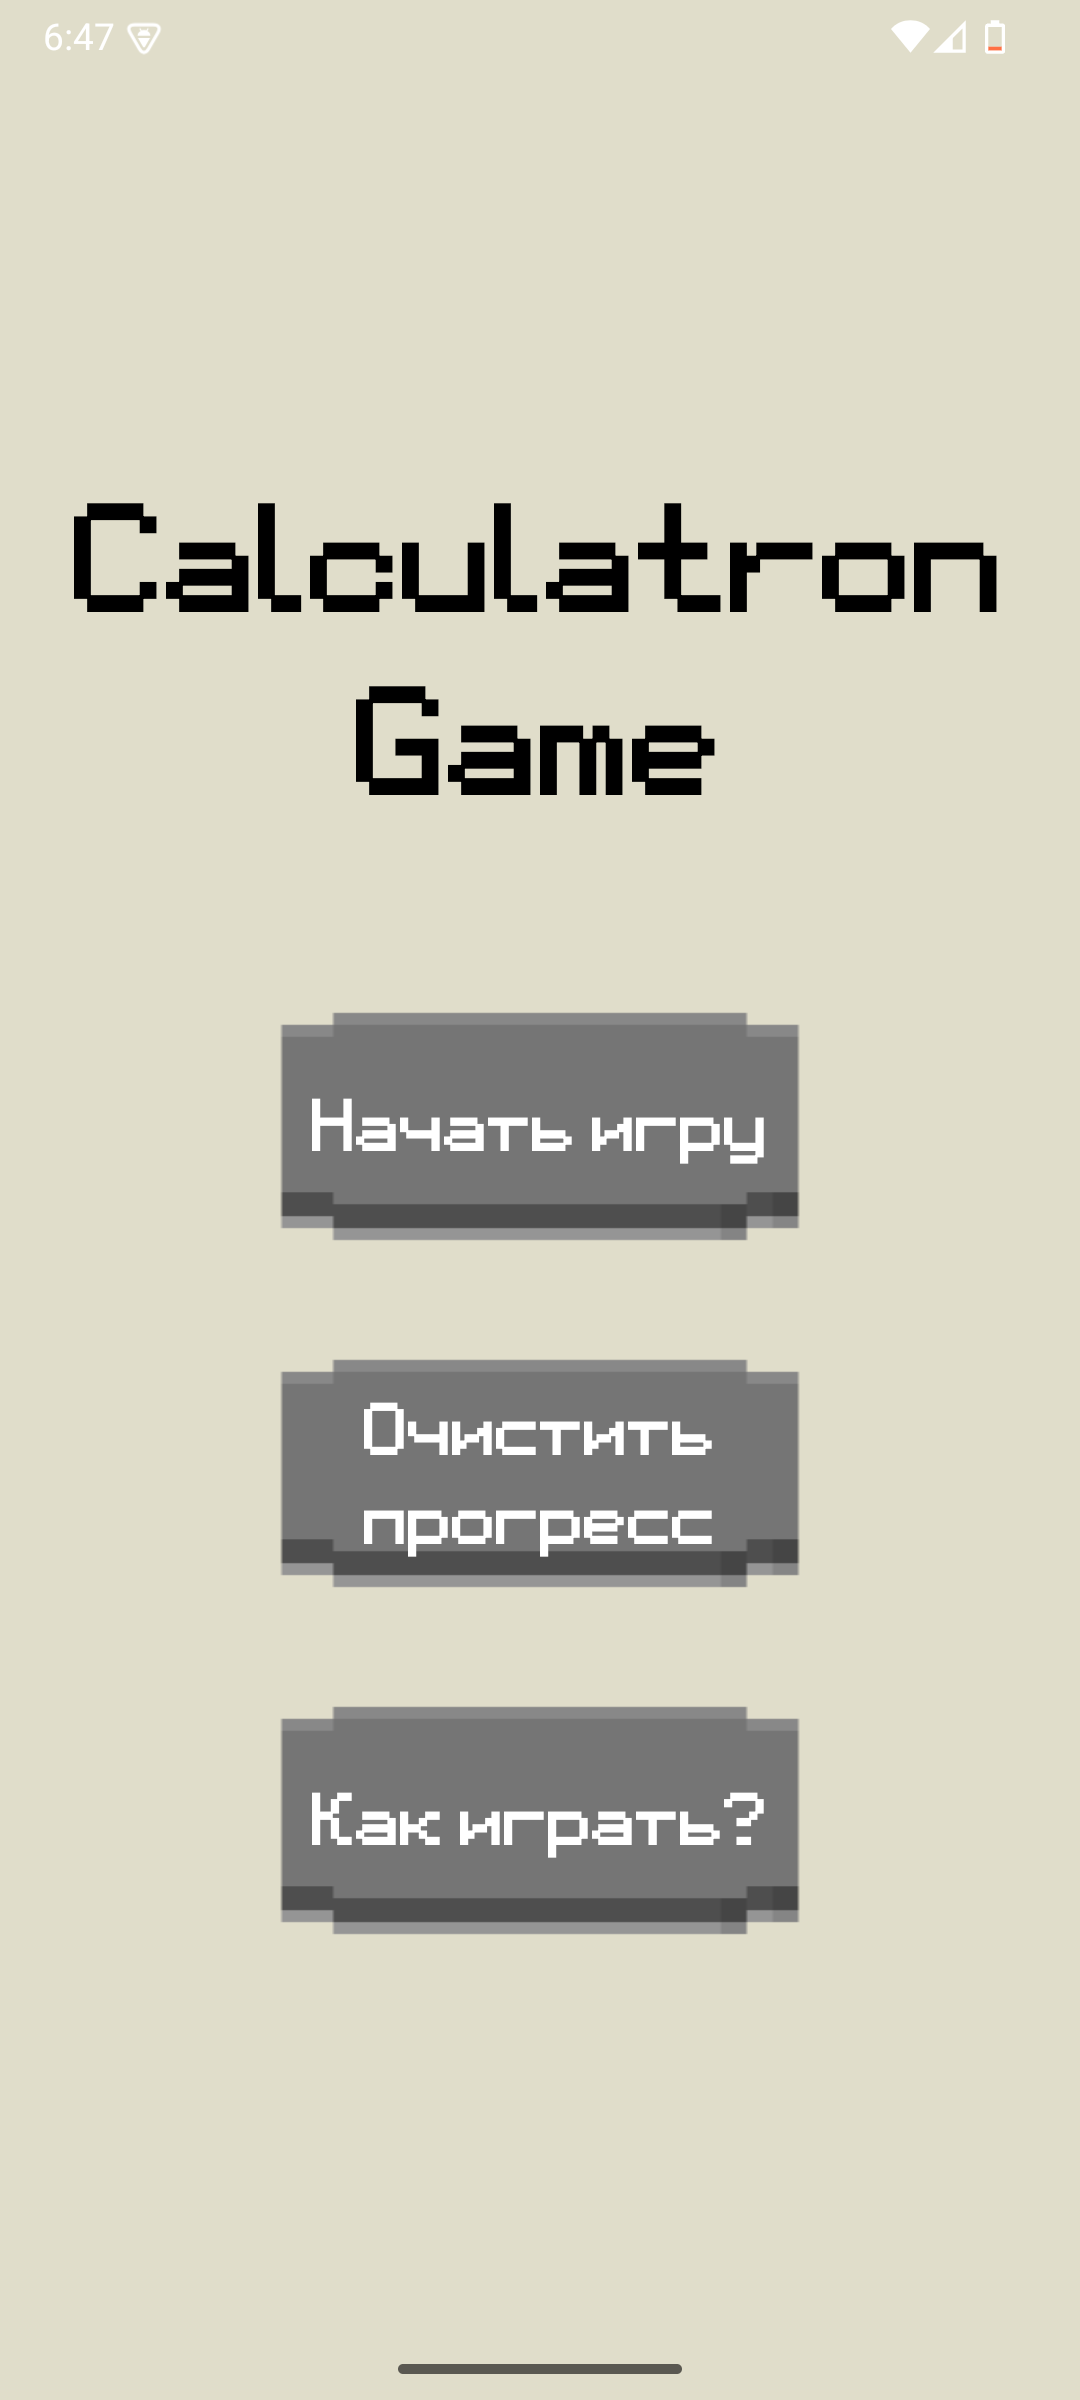 6:47
Calculatron
Game
Начать игру
Очистить
прогресс
Как играть?